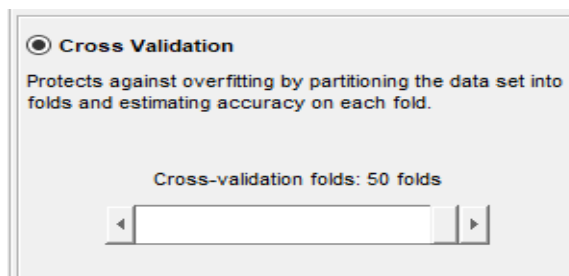 Cross Validation
Protects against overfitting by partitioning the data set into
folds and estimating accuracy on each fold.
Cross-validation folds: 50 folds